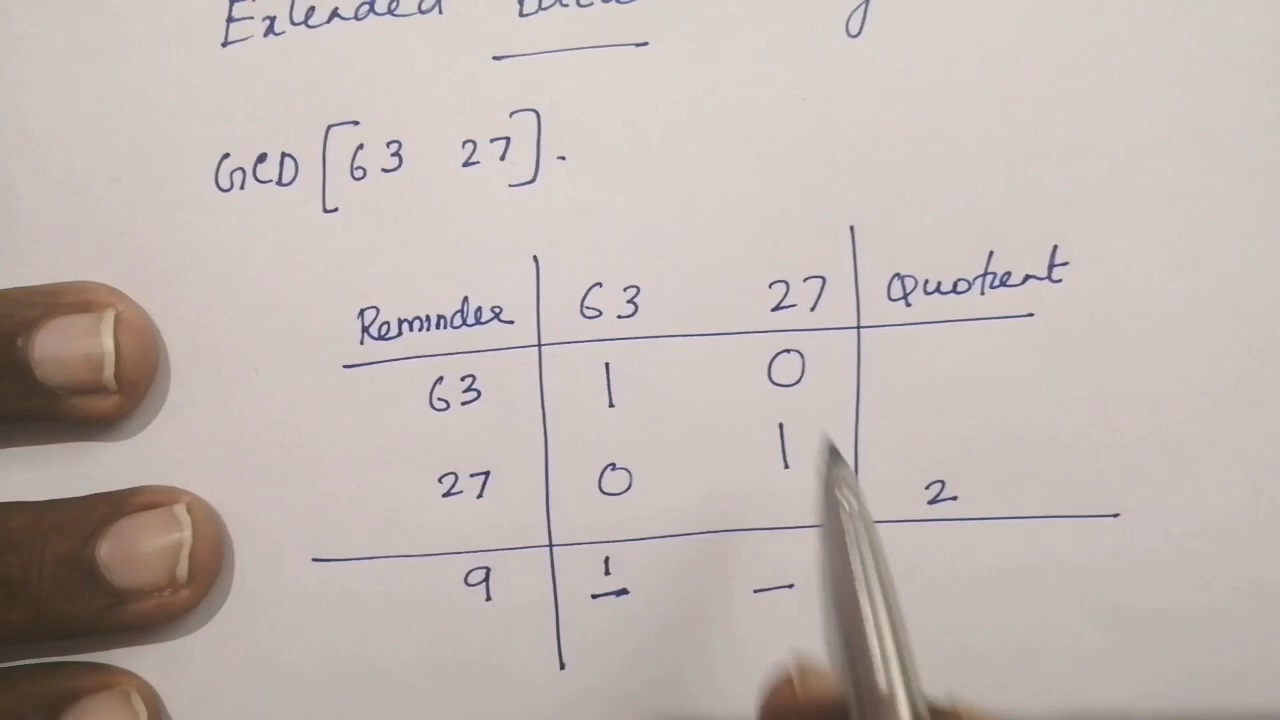 Extended
GCD [63 27].
Reminder 63 27 Quotient
63 1 0
27 0 1 2
9 1 —